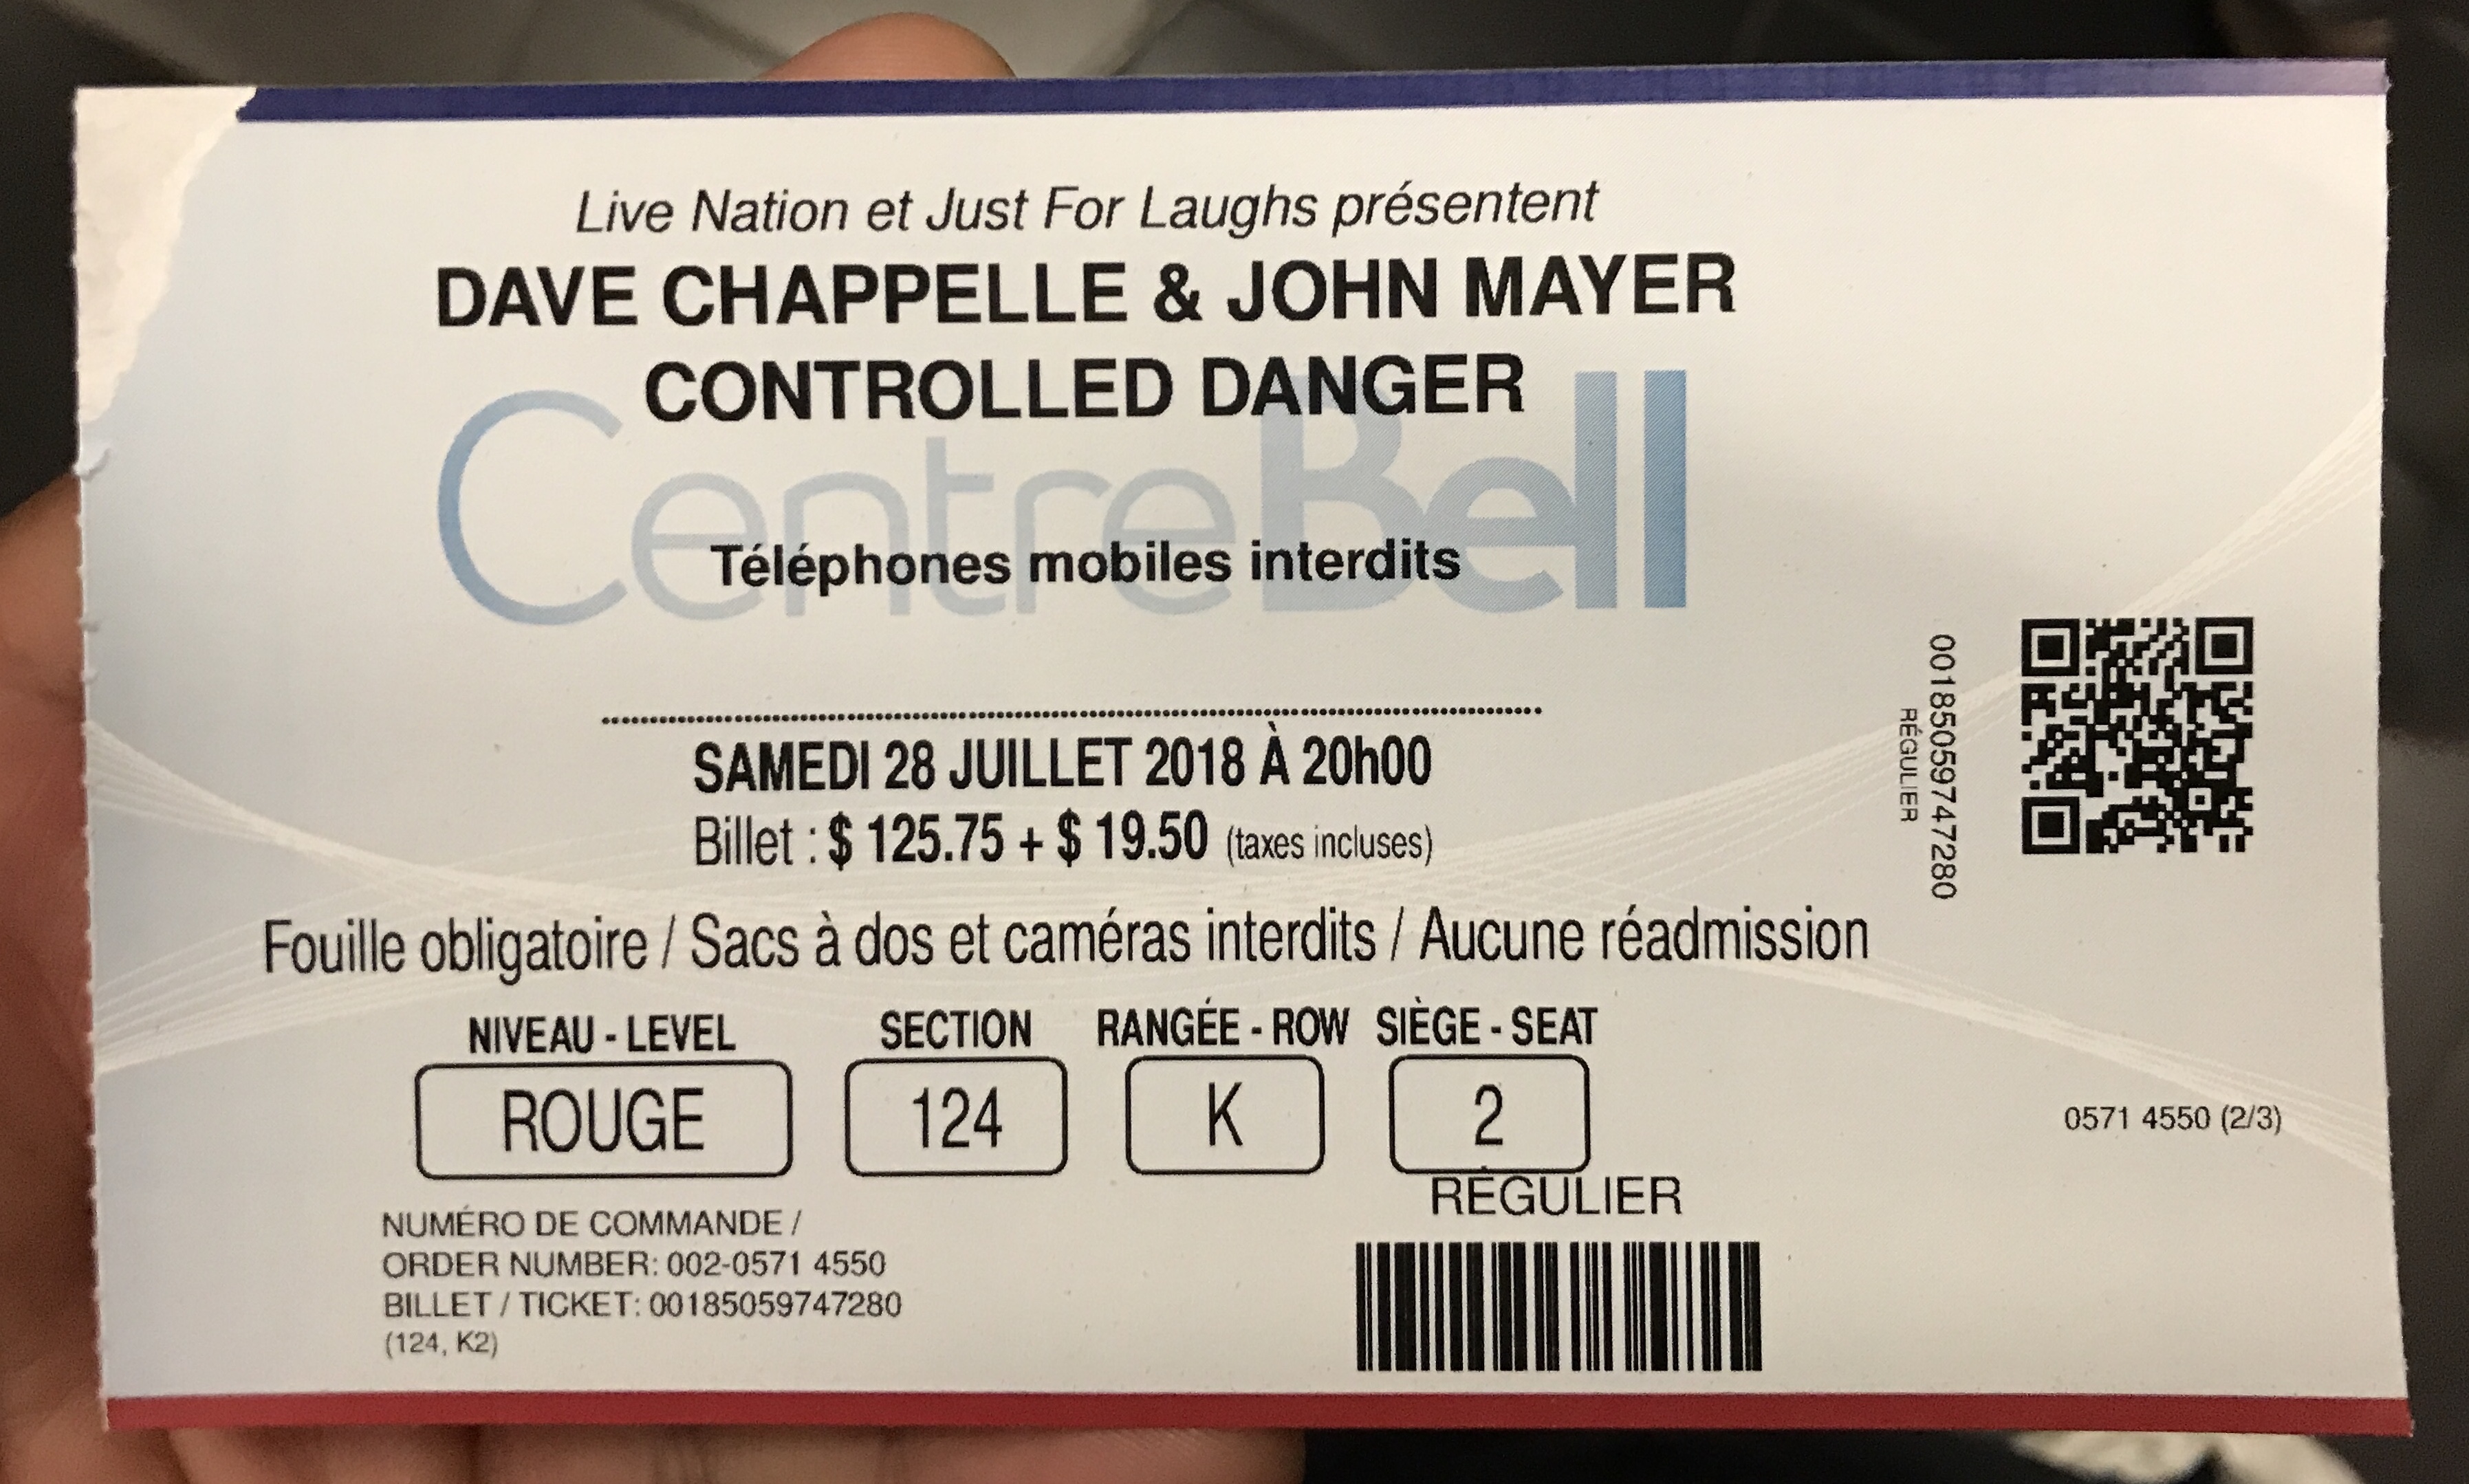 Live Nation et Just For Laughs présentent
DAVE CHAPPELLE & JOHN MAYER
CONTROLLED DANGER
CentreBell
Téléphones mobiles interdits
SAMEDI 28 JUILLET 2018 À 20h00
Billet : $ 125.75 + $ 19.50 (taxes incluses)
Fouille obligatoire / Sacs à dos et caméras interdits / Aucune réadmission
NIVEAU - LEVEL SECTION RANGÉE - ROW SIÈGE - SEAT
ROUGE 124 K 2
RÉGULIER
NUMÉRO DE COMMANDE /
ORDER NUMBER: 002-0571 4550
BILLET / TICKET: 00185059747280
(124, K2)
00185059747280
RÉGULIER
0571 4550 (2/3)